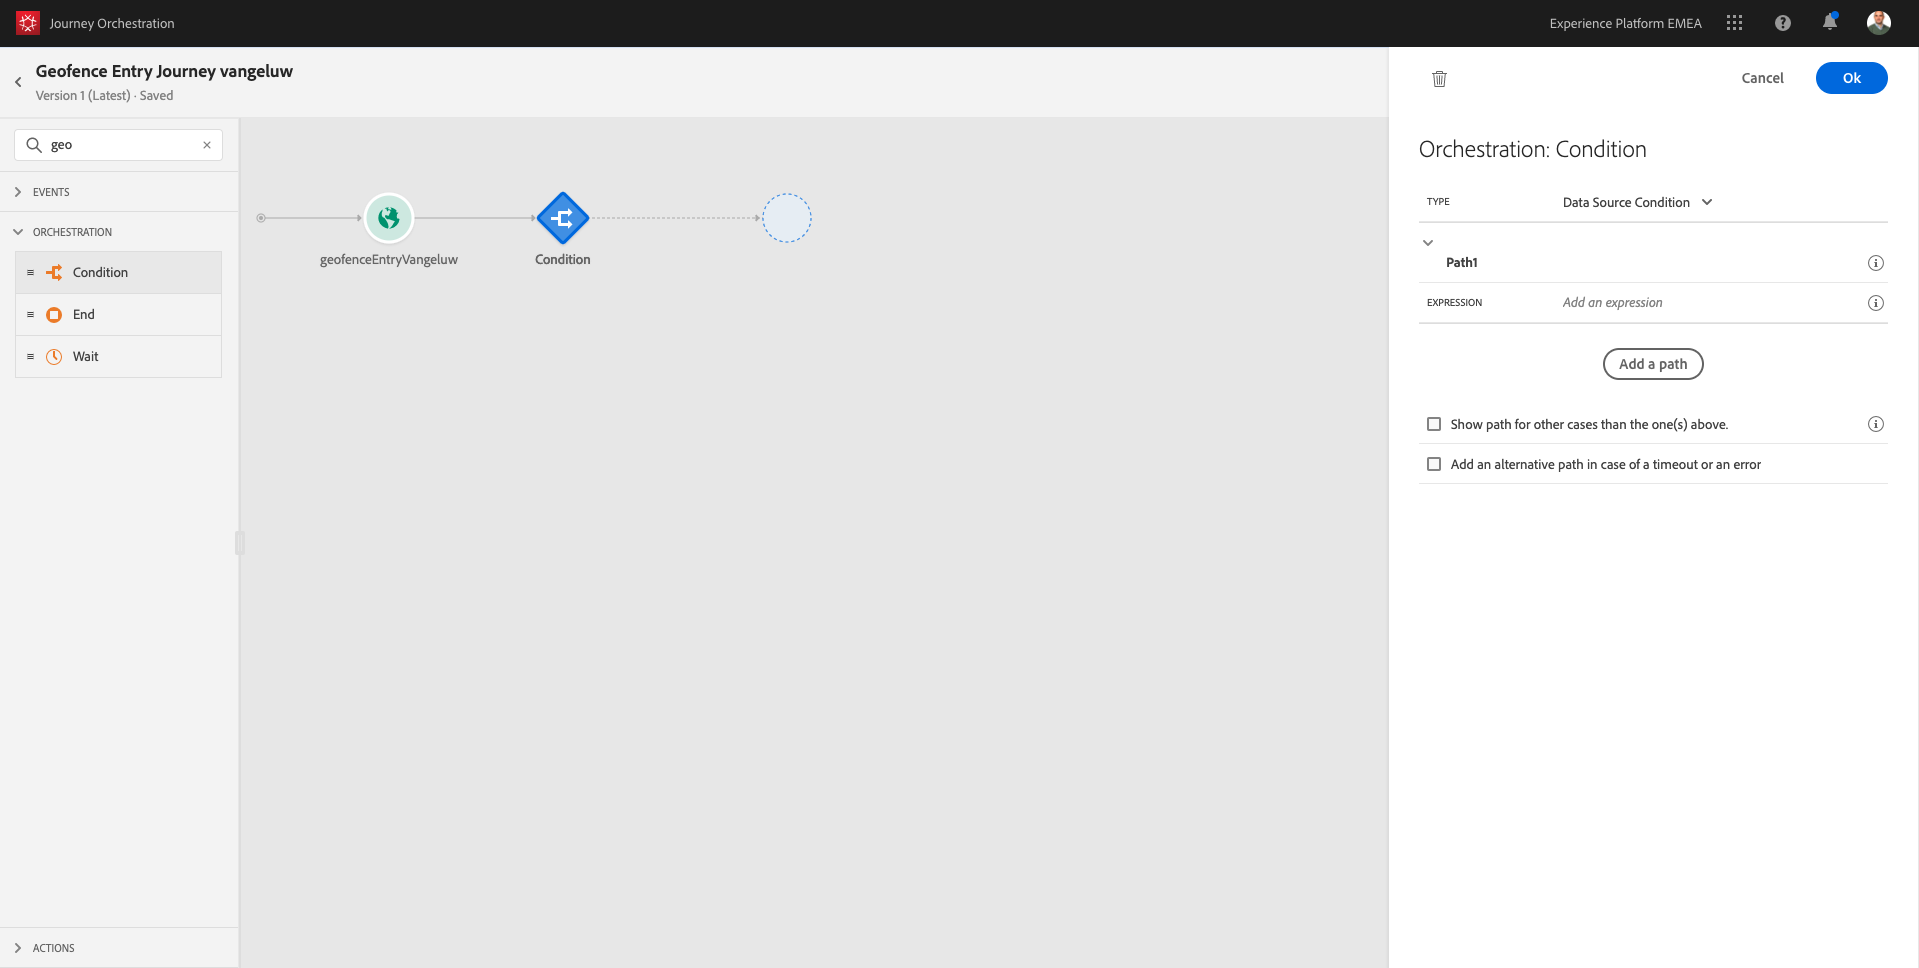 Journey Orchestration
Experience Platform EMEA
Geofence Entry Journey vangeluw
Version 1 (Latest) · Saved
geo
EVENTS
ORCHESTRATION
Condition
End
Wait
ACTIONS
geofenceEntryVangeluw
Condition
Cancel
Ok
Orchestration: Condition
TYPE
Data Source Condition
Path1
EXPRESSION
Add an expression
Add a path
Show path for other cases than the one(s) above.
Add an alternative path in case of a timeout or an error